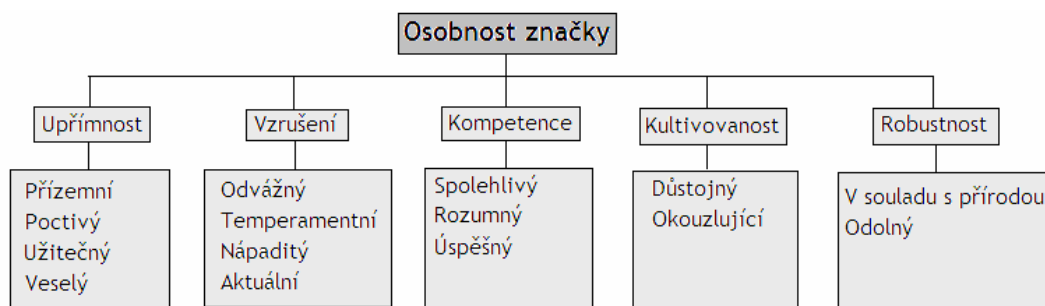 Osobnost značky
Upřímnost
Vzrušení
Kompetence
Kultivovanost
Robustnost
Přízemní
Poctivý
Užitečný
Veselý
Odvážný
Temperamentní
Nápaditý
Aktuální
Spolehlivý
Rozumný
Úspěšný
Důstojný
Okouzlující
V souladu s přírodou
Odolný